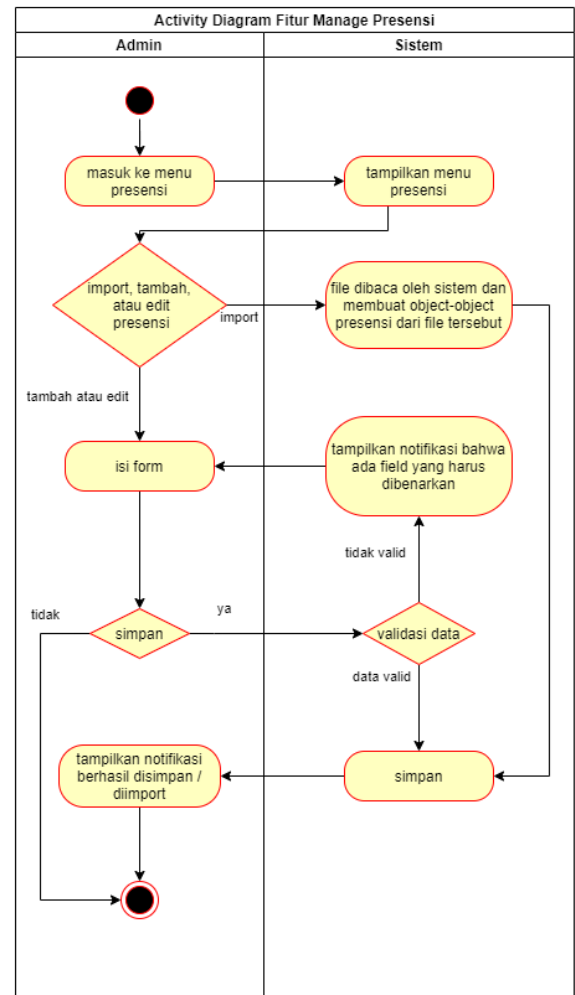 Activity Diagram Fitur Manage Presensi
Admin
Sistem
masuk ke menu
presensi
tampilkan menu
presensi
import, tambah,
atau edit
presensi
import
file dibaca oleh sistem dan
membuat object-object
presensi dari file tersebut
tambah atau edit
isi form
tampilkan notifikasi bahwa
ada field yang harus
dibenarkan
tidak valid
tidak
simpan
ya
validasi data
data valid
tampilkan notifikasi
berhasil disimpan /
diimport
simpan